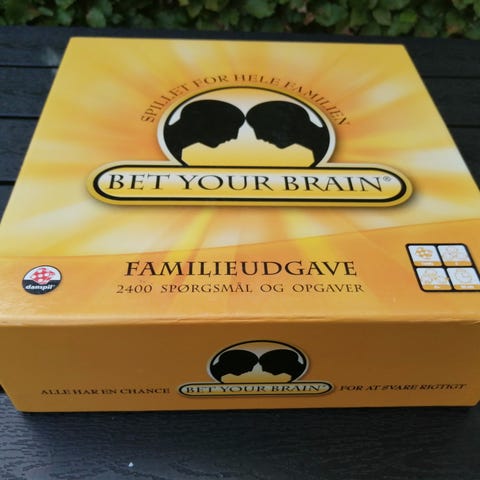 SPILLET FOR HELE FAMILIEN
BET YOUR BRAIN®
FAMILIEUDGAVE
2400 SPØRGSMÅL OG OPGAVER
danspil
ALLE HAR EN CHANCE BET YOUR BRAIN® FOR AT SVARE RIGTIGT